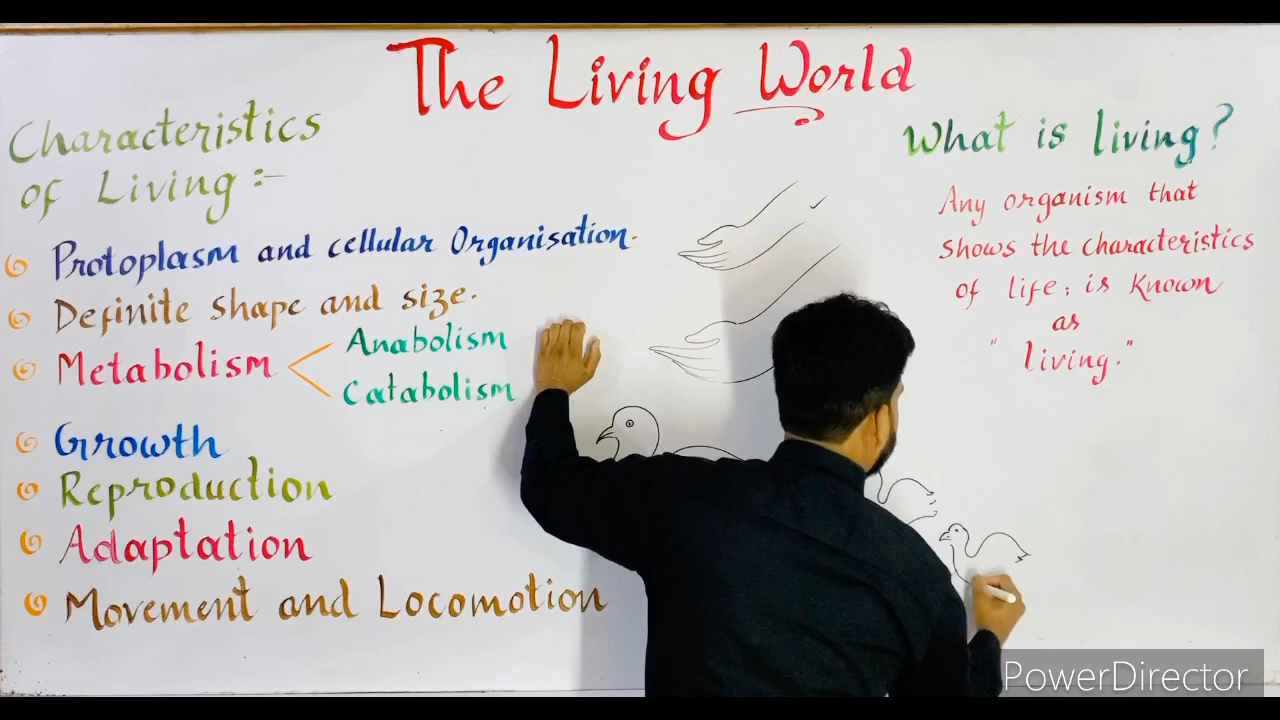 The Living World
Characteristics
of Living :-
Protoplasm and cellular Organisation.
Definite shape and size.
Metabolism
Anabolism
Catabolism
Growth
Reproduction
Adaptation
Movement and Locomotion
What is living?
Any organism that
shows the characteristics
of life; is known
as
" living."
PowerDirector